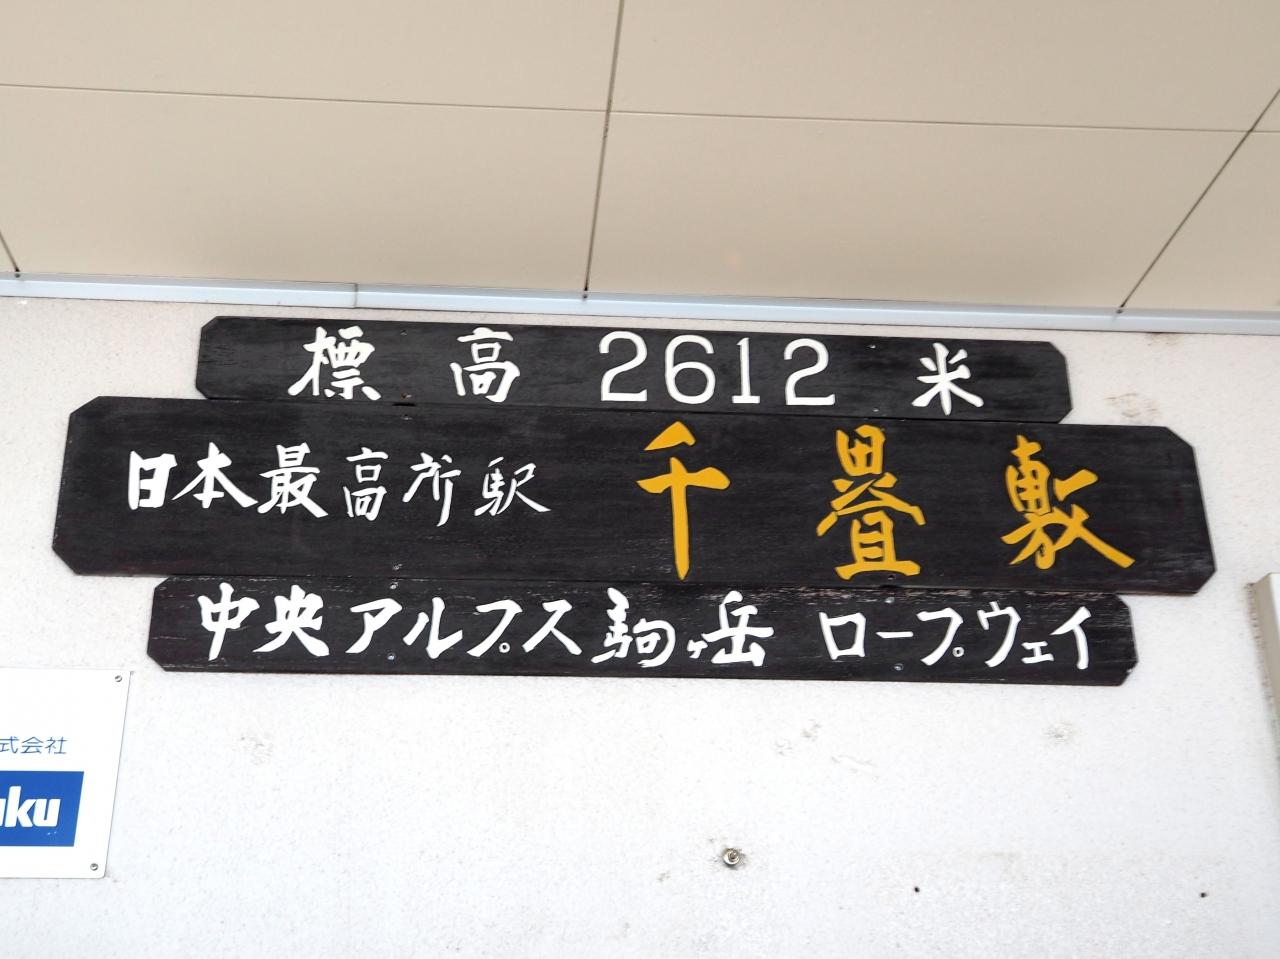 標高 2612 米
日本最高所駅 千畳敷
中央アルプス駒ヶ岳 ロープウェイ
式会社
ku